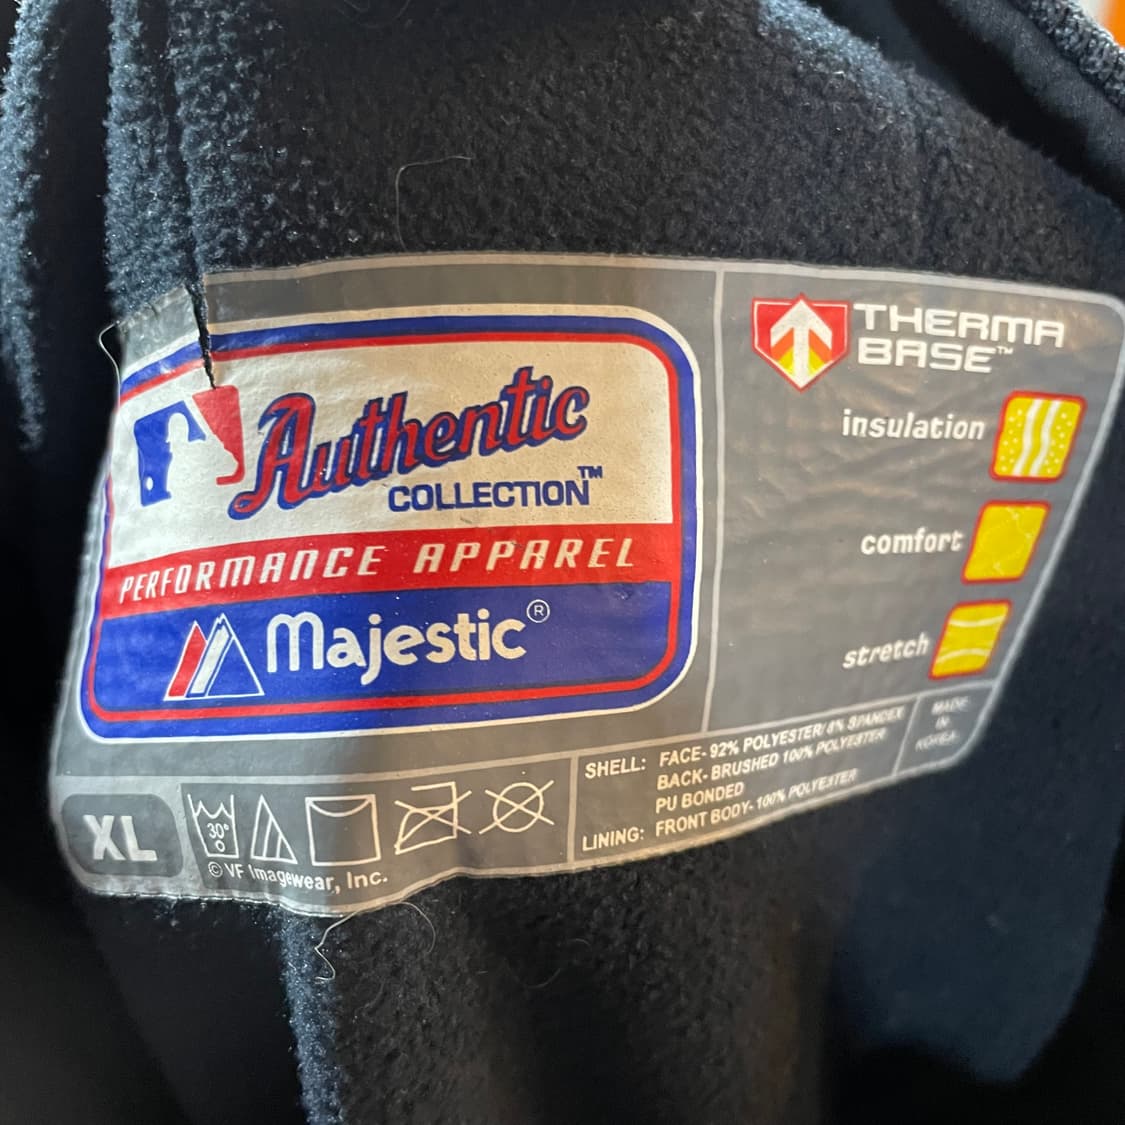 Authentic
COLLECTION™
PERFORMANCE APPAREL
Majestic®
THERMA
BASE™
insulation
comfort
stretch
XL
30°
© VF Imagewear, Inc.
SHELL: FACE- 92% POLYESTER/ 8% SPANDEX
BACK- BRUSHED 100% POLYESTER
PU BONDED
LINING: FRONT BODY- 100% POLYESTER
MADE
IN
KOREA